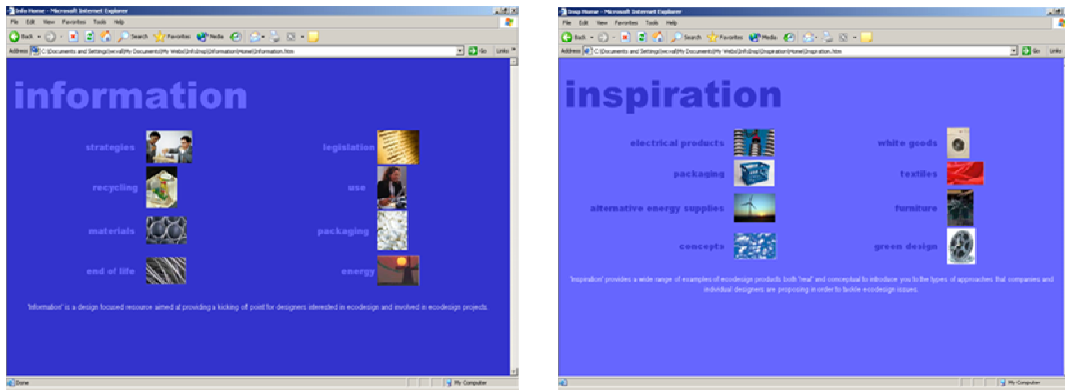 Info Home - Microsoft Internet Explorer
File Edit View Favorites Tools Help
Back Search Favorites Media
Address Go Links
information
strategies legislation
recycling use
materials packaging
end of life energy
'Information' is a design focused resource aimed at providing a kicking off point for designers interested in ecodesign and involved in ecodesign projects.
Done My Computer
Insp Home - Microsoft Internet Explorer
File Edit View Favorites Tools Help
Back Search Favorites Media
Address Go Links
inspiration
electrical products white goods
packaging textiles
alternative energy supplies furniture
concepts green design
'Inspiration' provides a wide range of examples of ecodesign products both 'real' and conceptual to introduce you to the types of approaches that companies and
individual designers are proposing in order to tackle ecodesign issues.
My Computer